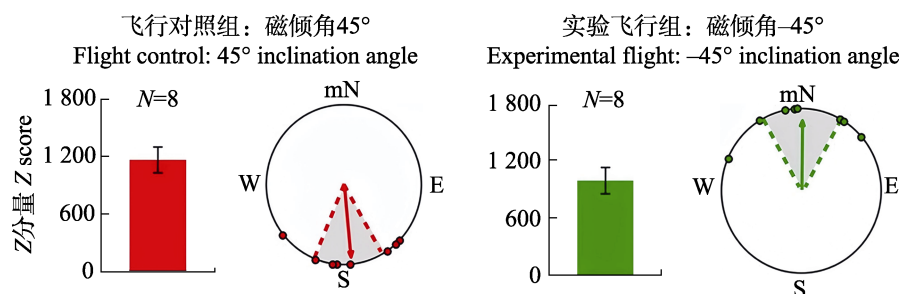 飞行对照组：磁倾角45°
Flight control: 45° inclination angle
Z分量 Z score
1 800
1 200
600
0
N=8
mN
W
E
S
实验飞行组：磁倾角–45°
Experimental flight: –45° inclination angle
1 800
1 200
600
0
N=8
mN
W
E
S